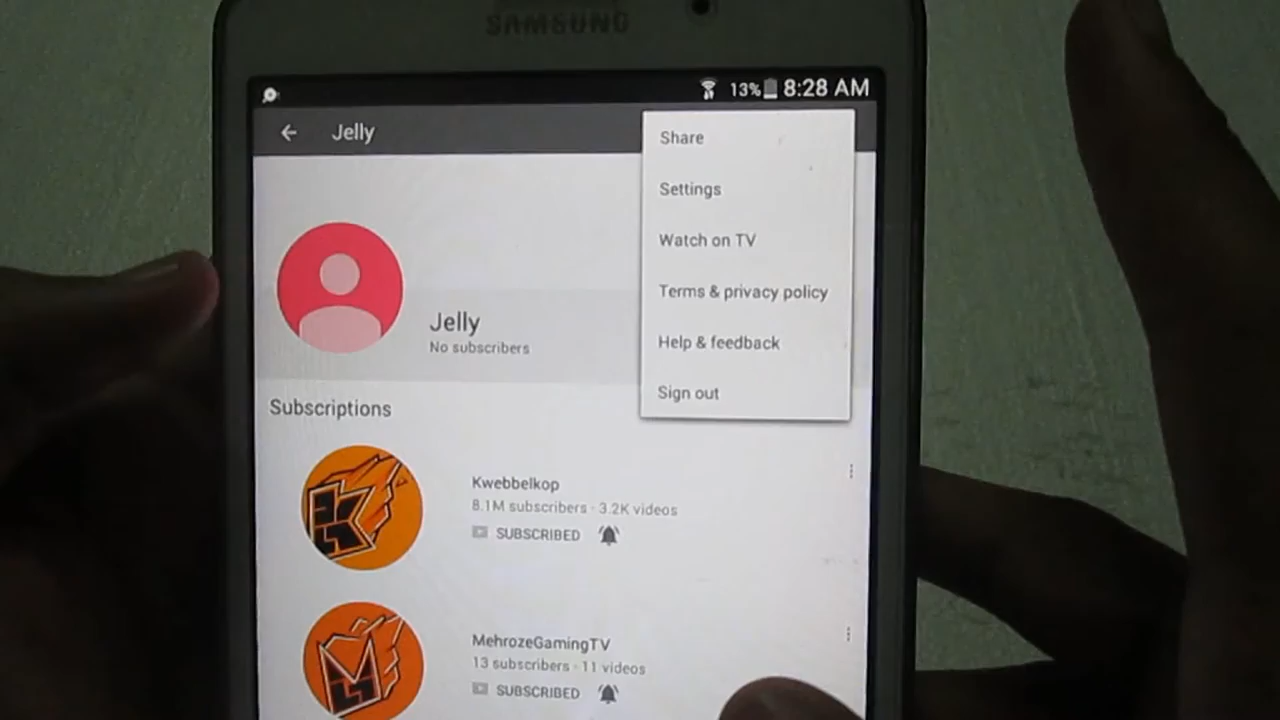 SAMSUNG
13% 8:28 AM
Jelly
Share
Settings
Watch on TV
Terms & privacy policy
Help & feedback
Sign out
Jelly
No subscribers
Subscriptions
Kwebbelkop
8.1M subscribers · 3.2K videos
SUBSCRIBED
MehrozeGamingTV
13 subscribers · 11 videos
SUBSCRIBED